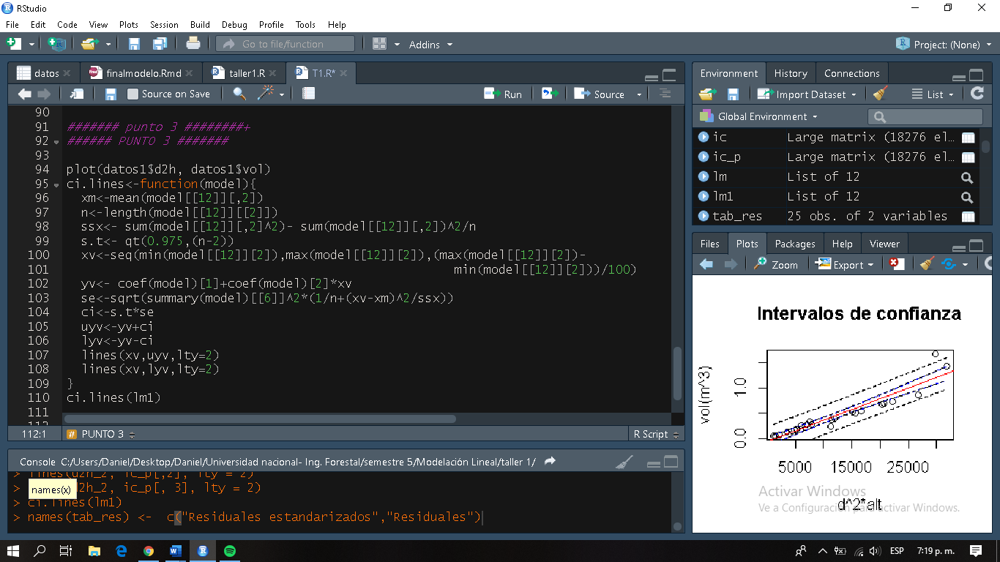 RStudio
File Edit Code View Plots Session Build Debug Profile Tools Help
Go to file/function Addins Project: (None)
datos finalmodelo.Rmd taller1.R T1.R*
Source on Save Run Source
90
91 ####### punto 3 ########+
92 ###### PUNTO 3 #######
93
94 plot(datos1$d2h, datos1$vol)
95 ci.lines<-function(model){
96 xm<-mean(model[[12]][,2])
97 n<-length(model[[12]][[2]])
98 ssx<- sum(model[[12]][,2]^2)- sum(model[[12]][,2])^2/n
99 s.t<- qt(0.975,(n-2))
100 xv<-seq(min(model[[12]][2]),max(model[[12]][2]),(max(model[[12]][2])-
101 min(model[[12]][2]))/100)
102 yv<- coef(model)[1]+coef(model)[2]*xv
103 se<-sqrt(summary(model)[[6]]^2*(1/n+(xv-xm)^2/ssx))
104 ci<-s.t*se
105 uyv<-yv+ci
106 lyv<-yv-ci
107 lines(xv,uyv,lty=2)
108 lines(xv,lyv,lty=2)
109 }
110 ci.lines(lm1)
111
112:1 PUNTO 3 R Script
Console C:/Users/Daniel/Desktop/Daniel/Universidad nacional- Ing. Forestal/semestre 5/Modelación Lineal/taller 1/
> lines(d2h_2, ic_p[,2], lty = 2)
> 2h_2, ic_p[, 3], lty = 2)
names(x)
> ci.lines(lm1)
> names(tab_res) <- c("Residuales estandarizados","Residuales")
Environment History Connections
Import Dataset List
Global Environment
ic Large matrix (18276 el…
ic_p Large matrix (18276 el…
lm List of 12
lm1 List of 12
tab_res 25 obs. of 2 variables
Files Plots Packages Help Viewer
Zoom Export
Intervalos de confianza
vol(m^3)
1.0
0.0
5000 15000 25000
d^2*alt
Activar Windows
Ve a Configuración para activar Windows.
ESP 7:19 p. m.